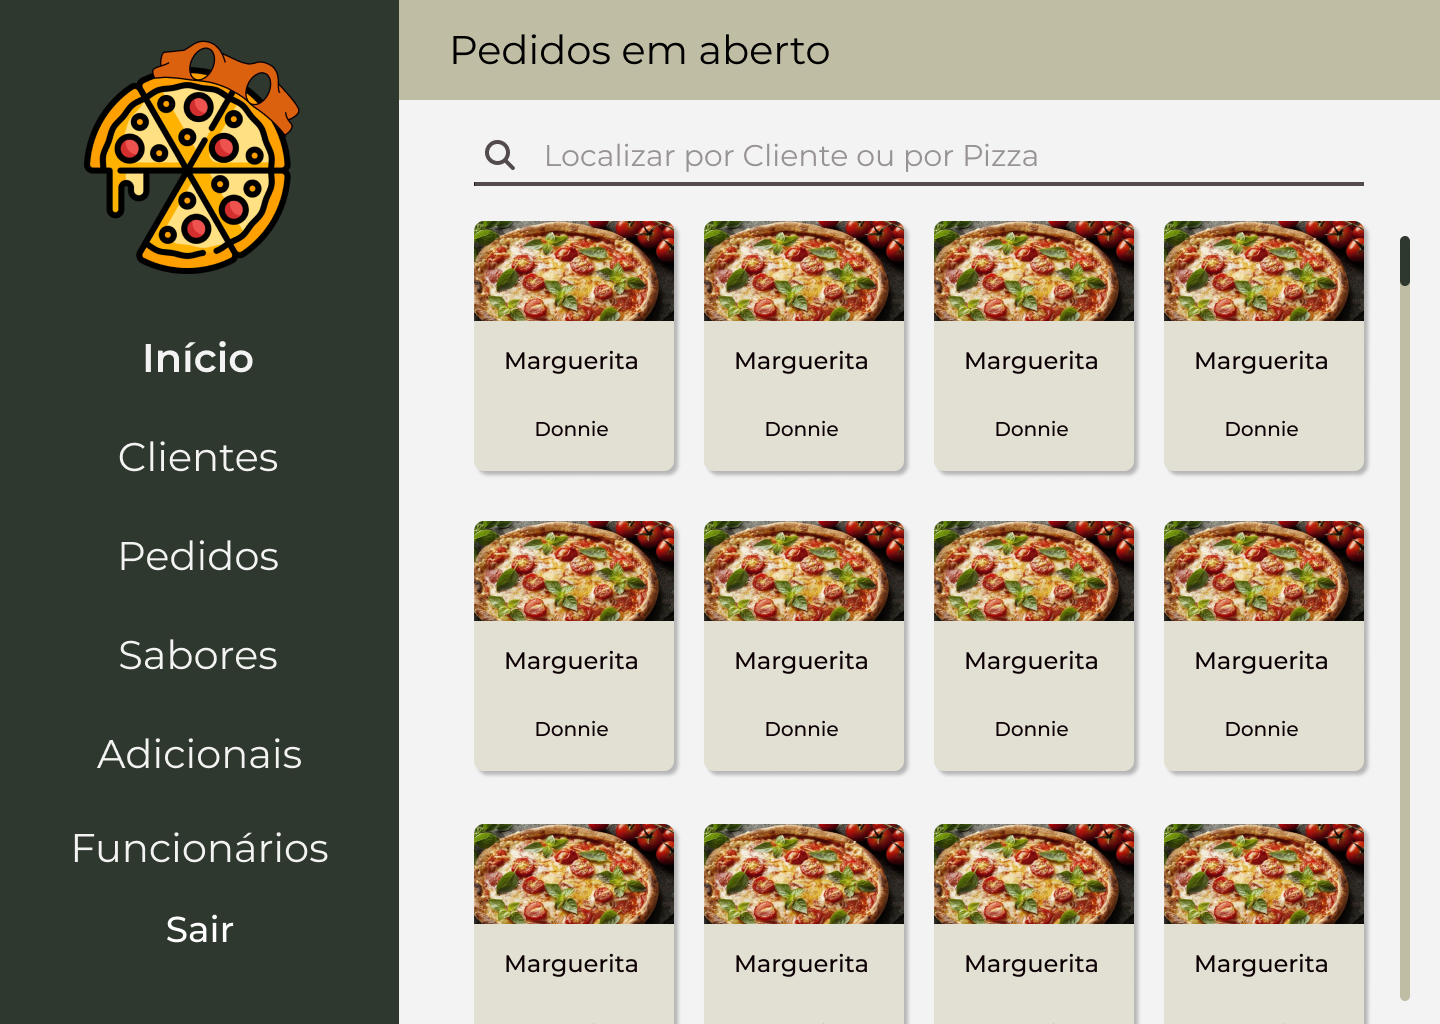 Pedidos em aberto
Localizar por Cliente ou por Pizza
Início
Clientes
Pedidos
Sabores
Adicionais
Funcionários
Sair
Marguerita Marguerita Marguerita Marguerita
Donnie Donnie Donnie Donnie
Marguerita Marguerita Marguerita Marguerita
Donnie Donnie Donnie Donnie
Marguerita Marguerita Marguerita Marguerita